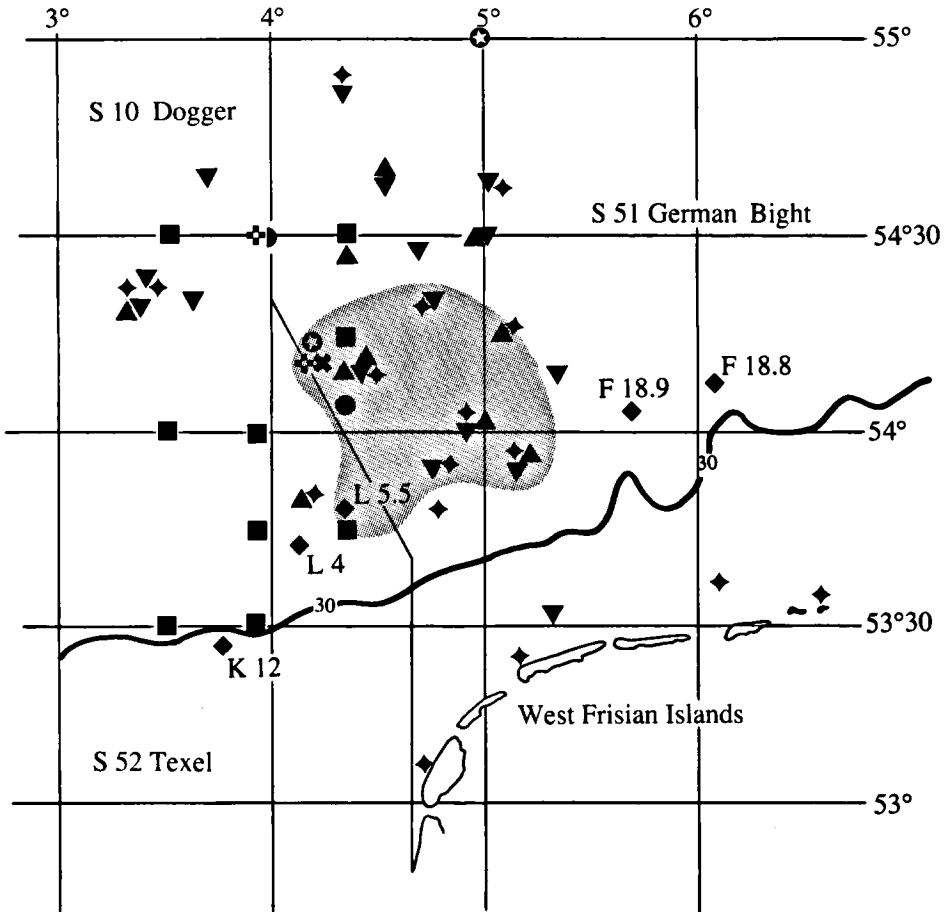 3° 4° 5° 6°
55°
S 10 Dogger
S 51 German Bight
54°30
F 18.9
F 18.8
54°
30
L 5.5
L 4
30
53°30
K 12
West Frisian Islands
S 52 Texel
53°